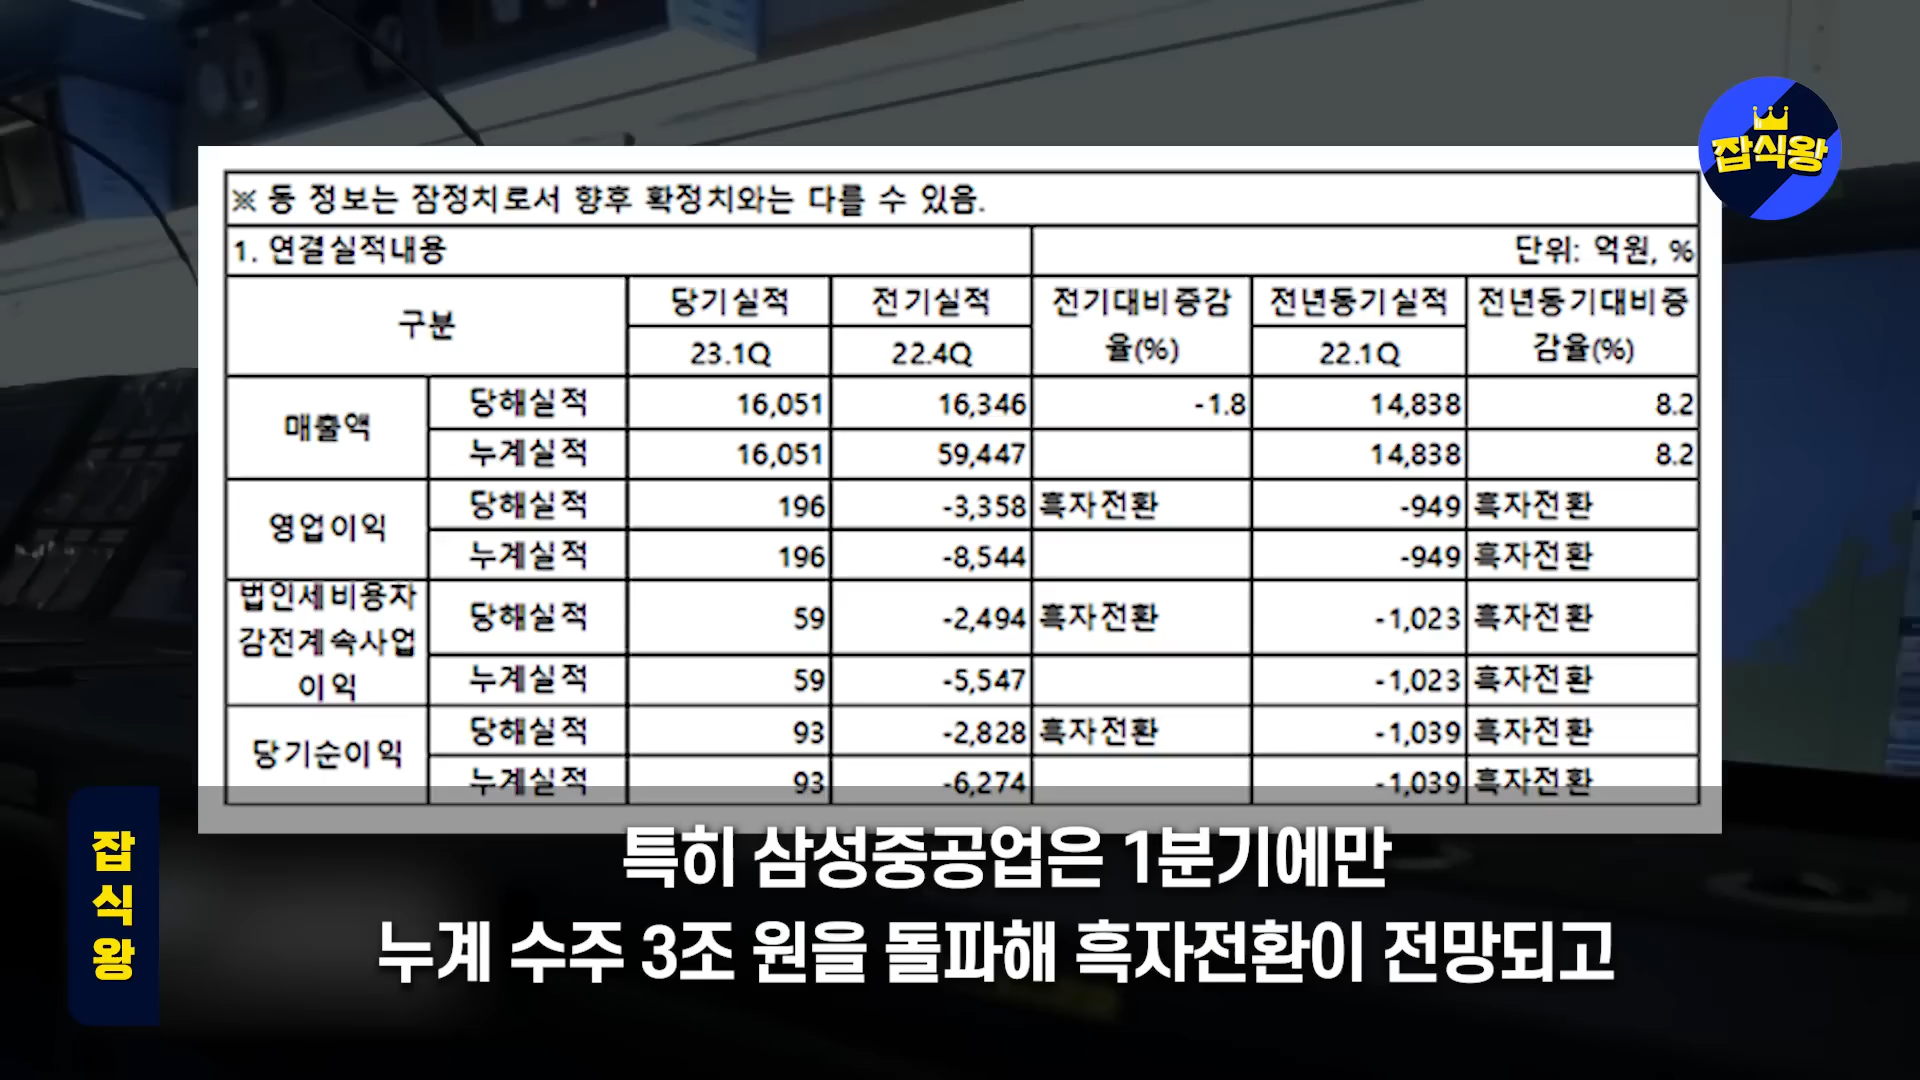 잡식왕
※ 동 정보는 잠정치로서 향후 확정치와는 다를 수 있음.
1. 연결실적내용 단위: 억원, %
구분 당기실적 전기실적 전기대비증감 전년동기실적 전년동기대비증
23.1Q 22.4Q 율(%) 22.1Q 감율(%)
매출액 당해실적 16,051 16,346 -1.8 14,838 8.2
누계실적 16,051 59,447 14,838 8.2
영업이익 당해실적 196 -3,358 흑자전환 -949 흑자전환
누계실적 196 -8,544 -949 흑자전환
법인세비용차
감전계속사업
이익
당해실적 59 -2,494 흑자전환 -1,023 흑자전환
누계실적 59 -5,547 -1,023 흑자전환
당기순이익 당해실적 93 -2,828 흑자전환 -1,039 흑자전환
누계실적 93 -6,274 -1,039 흑자전환
잡식왕
특히 삼성중공업은 1분기에만
누계 수주 3조 원을 돌파해 흑자전환이 전망되고